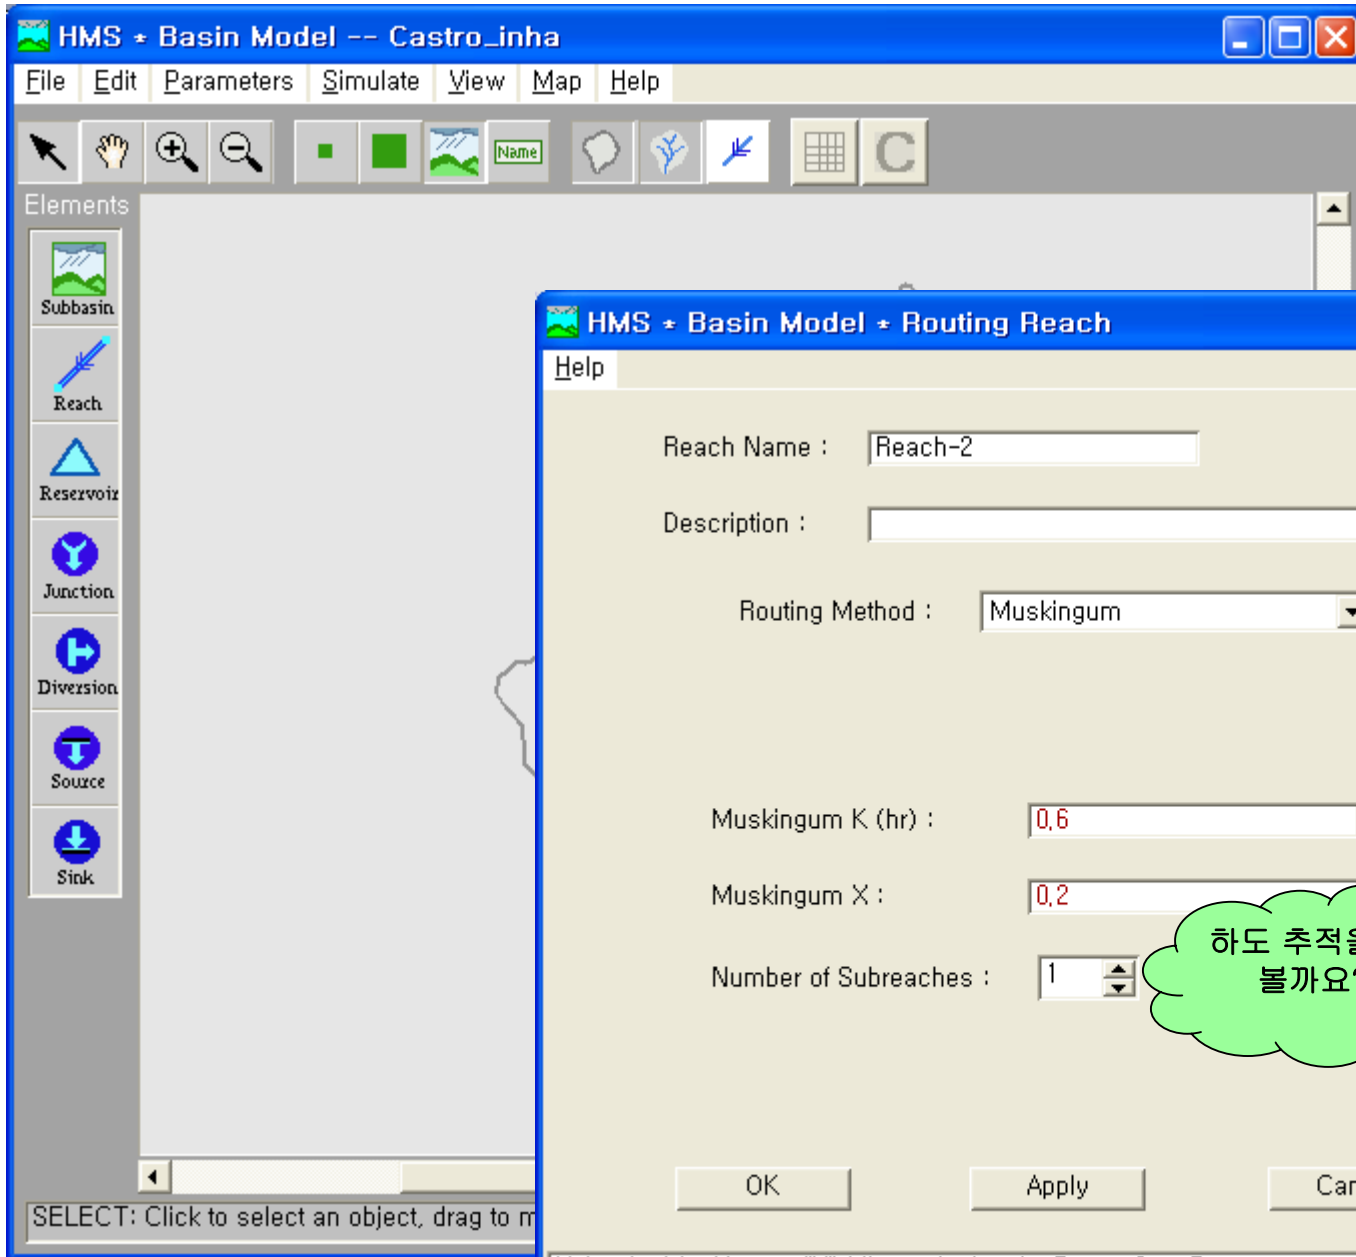 HMS * Basin Model -- Castro_inha
File Edit Parameters Simulate View Map Help
Name
C
Elements
Subbasin
Reach
Reservoir
Junction
Diversion
Source
Sink
SELECT: Click to select an object, drag to
HMS * Basin Model * Routing Reach
Help
Reach Name : Reach-2
Description :
Routing Method : Muskingum
Muskingum K (hr) : 0.6
Muskingum X : 0.2
Number of Subreaches : 1
하도 추적을
볼까요?
OK Apply